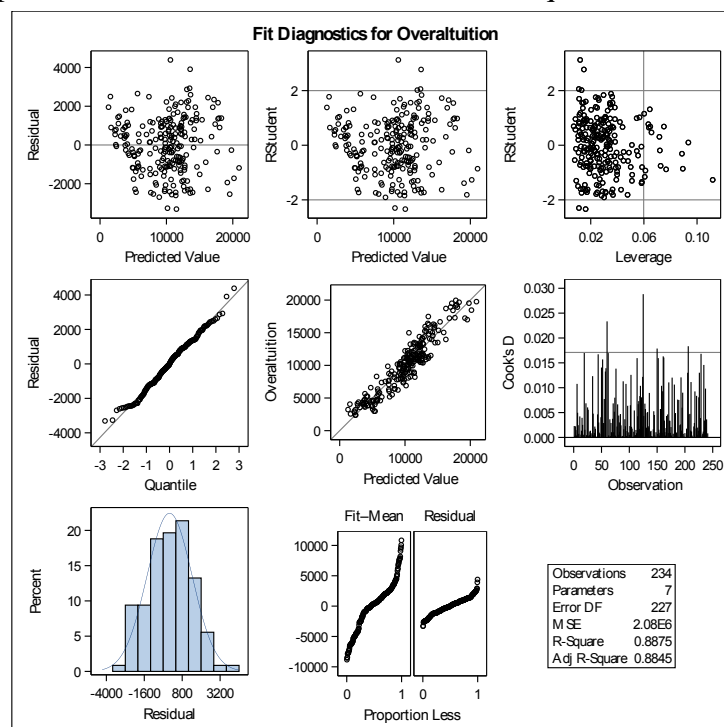 Fit Diagnostics for Overaltuition
4000
2000
0
-2000
Residual
0 10000 20000
Predicted Value
2
0
-2
RStudent
0 10000 20000
Predicted Value
2
0
-2
RStudent
0.02 0.06 0.10
Leverage
4000
2000
0
-2000
-4000
Residual
-3 -2 -1 0 1 2 3
Quantile
20000
15000
10000
5000
0
Overaltuition
0 10000 20000
Predicted Value
0.030
0.025
0.020
0.015
0.010
0.005
0.000
Cook's D
0 50 100 150 200 250
Observation
20
15
10
5
0
Percent
-4000 -1600 800 3200
Residual
Fit–Mean Residual
10000
5000
0
-5000
-10000
0 1 0 1
Proportion Less
Observations 234
Parameters 7
Error DF 227
MSE 2.08E6
R-Square 0.8875
Adj R-Square 0.8845